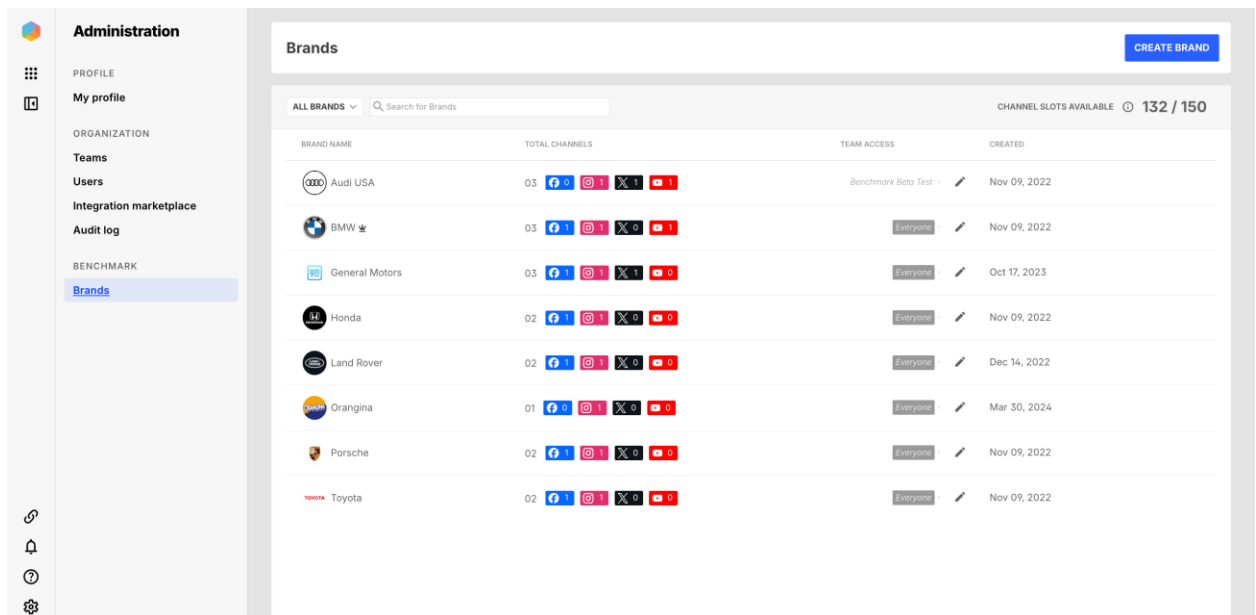 Administration
PROFILE
My profile
ORGANIZATION
Teams
Users
Integration marketplace
Audit log
BENCHMARK
Brands
Brands
CREATE BRAND
ALL BRANDS
Search for Brands
CHANNEL SLOTS AVAILABLE 132 / 150
BRAND NAME TOTAL CHANNELS TEAM ACCESS CREATED
Audi USA 03 0 1 1 1 Benchmark Beta Test Nov 09, 2022
BMW 03 1 1 0 1 Everyone Nov 09, 2022
General Motors 03 1 1 1 0 Everyone Oct 17, 2023
Honda 02 1 1 0 0 Everyone Nov 09, 2022
Land Rover 02 1 1 0 0 Everyone Dec 14, 2022
Orangina 01 0 1 0 0 Everyone Mar 30, 2024
Porsche 02 1 1 0 0 Everyone Nov 09, 2022
TOYOTA Toyota 02 1 1 0 0 Everyone Nov 09, 2022